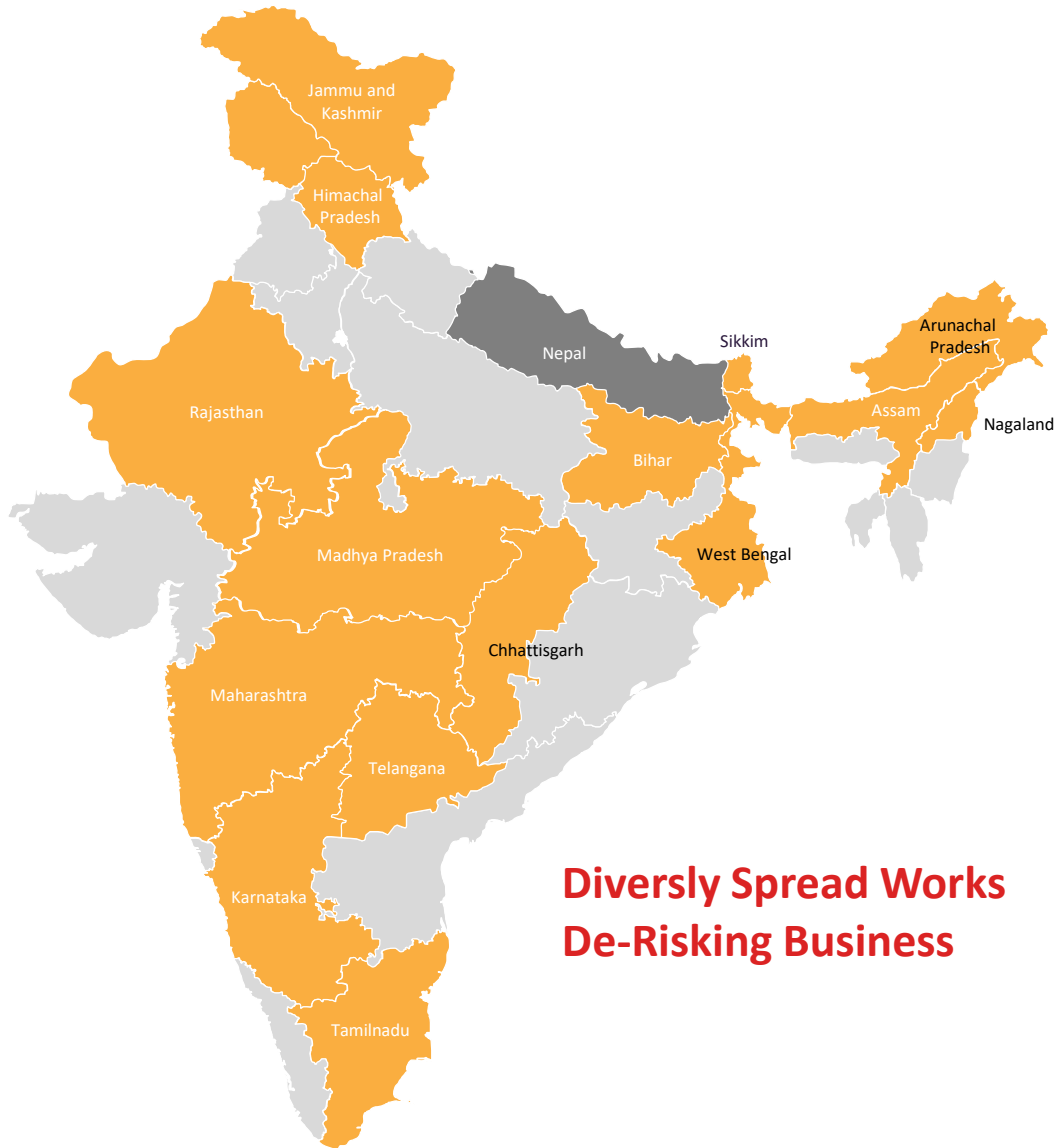 Jammu and
Kashmir
Himachal
Pradesh
Nepal
Sikkim
Arunachal
Pradesh
Rajasthan
Assam
Nagaland
Bihar
Madhya Pradesh
West Bengal
Chhattisgarh
Maharashtra
Telangana
Karnataka
Diversly Spread Works
De-Risking Business
Tamilnadu